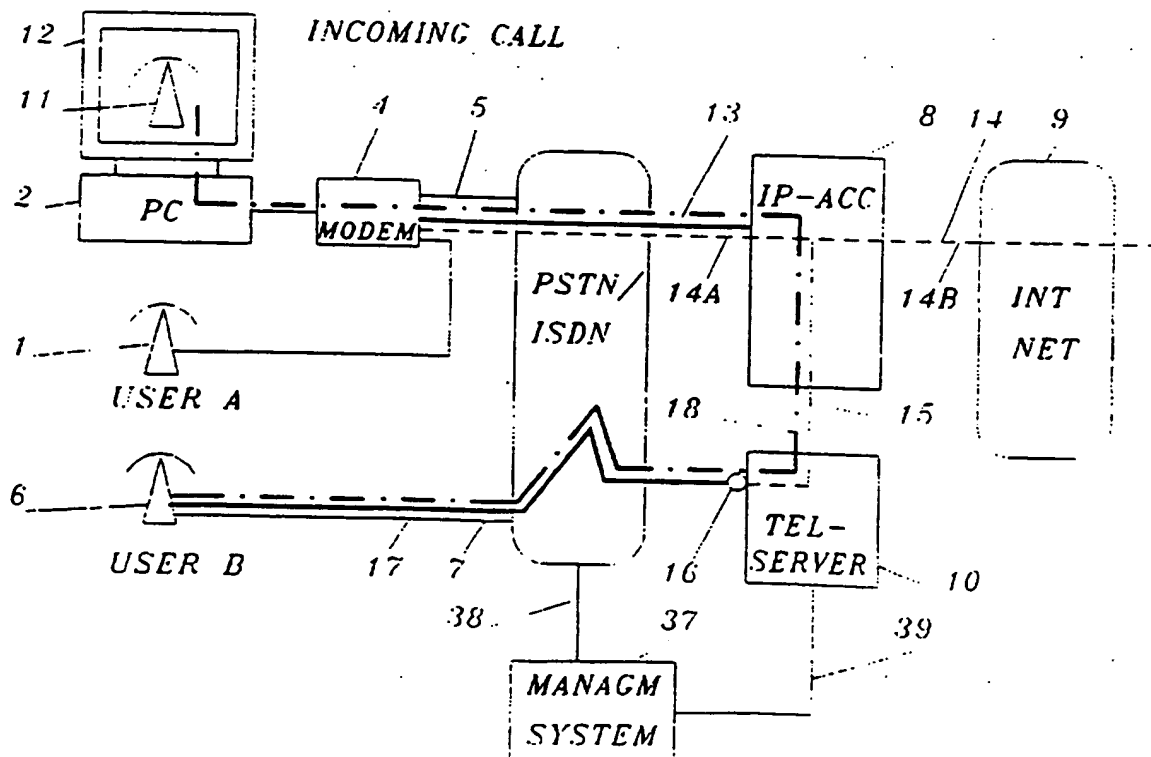 INCOMING CALL
12
11
4
5
13
8
14
9
2
PC
MODEM
IP-ACC
14A
14B
PSTN/
ISDN
INT
NET
1
USER A
18
15
6
USER B
17
7
16
TEL-
SERVER
10
38
37
39
MANAGM
SYSTEM